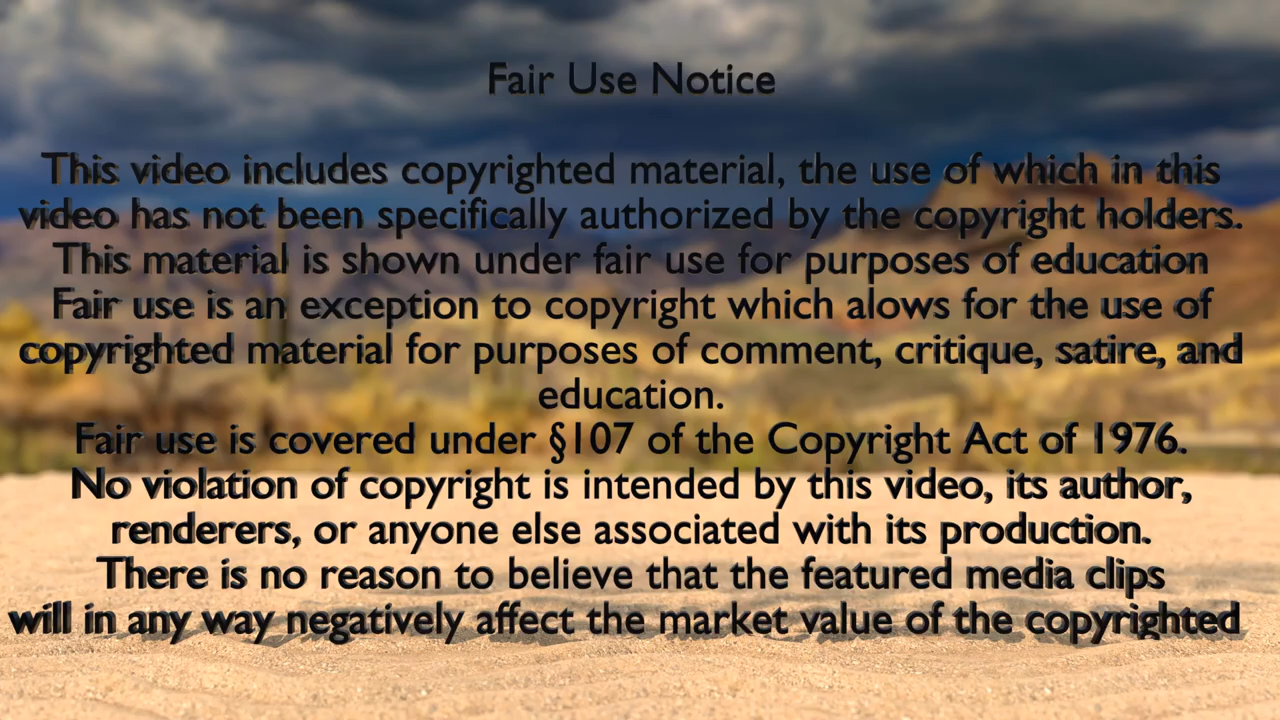 Fair Use Notice
This video includes copyrighted material, the use of which in this
video has not been specifically authorized by the copyright holders.
This material is shown under fair use for purposes of education
Fair use is an exception to copyright which alows for the use of
copyrighted material for purposes of comment, critique, satire, and
education.
Fair use is covered under §107 of the Copyright Act of 1976.
No violation of copyright is intended by this video, its author,
renderers, or anyone else associated with its production.
There is no reason to believe that the featured media clips
will in any way negatively affect the market value of the copyrighted